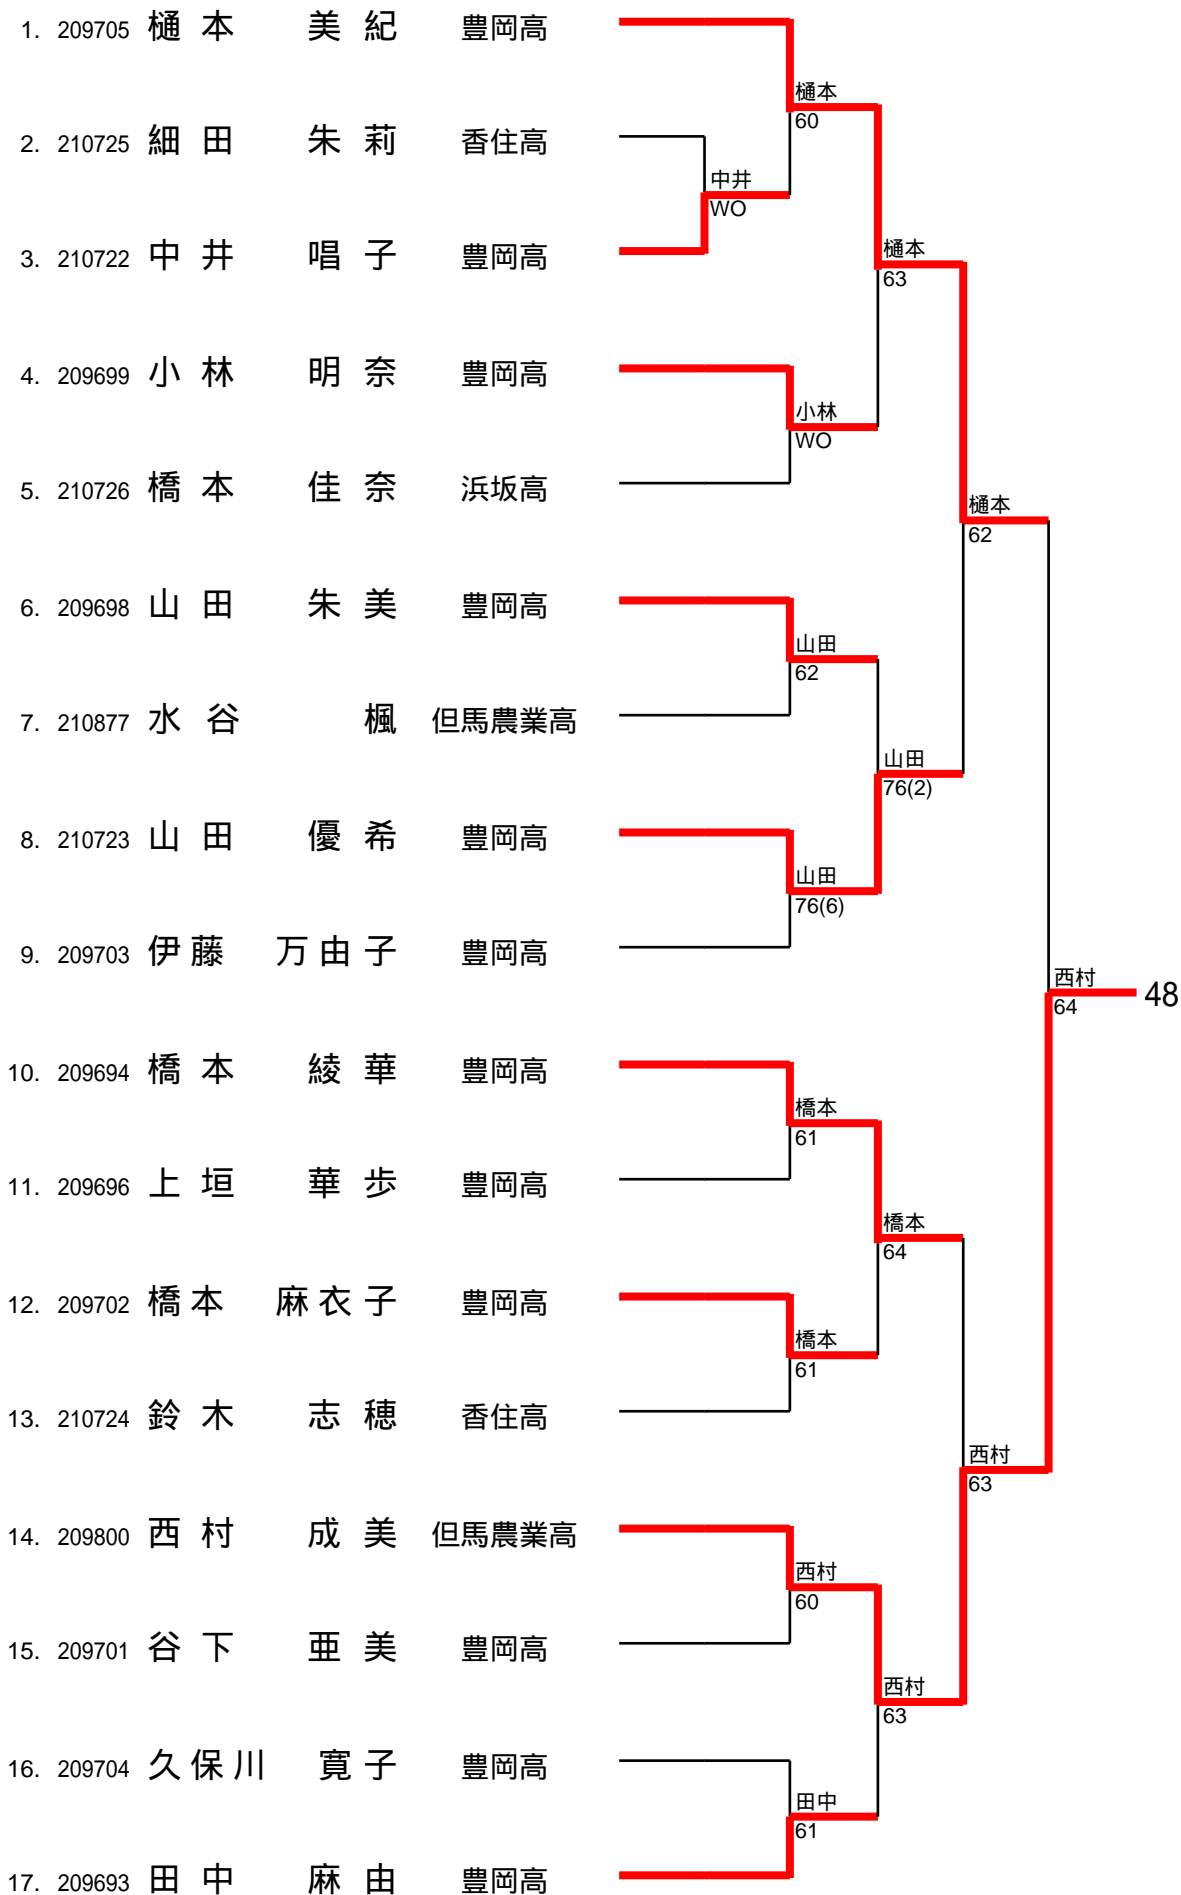 1. 209705 樋本 美紀 豊岡高
樋本
60
2. 210725 細田 朱莉 香住高
中井
WO
3. 210722 中井 唱子 豊岡高
樋本
63
4. 209699 小林 明奈 豊岡高
小林
WO
5. 210726 橋本 佳奈 浜坂高
樋本
62
6. 209698 山田 朱美 豊岡高
山田
62
7. 210877 水谷 楓 但馬農業高
山田
76(2)
8. 210723 山田 優希 豊岡高
山田
76(6)
9. 209703 伊藤 万由子 豊岡高
西村
64
48
10. 209694 橋本 綾華 豊岡高
橋本
61
11. 209696 上垣 華歩 豊岡高
橋本
64
12. 209702 橋本 麻衣子 豊岡高
橋本
61
13. 210724 鈴木 志穂 香住高
西村
63
14. 209800 西村 成美 但馬農業高
西村
60
15. 209701 谷下 亜美 豊岡高
西村
63
16. 209704 久保川 寛子 豊岡高
田中
61
17. 209693 田中 麻由 豊岡高